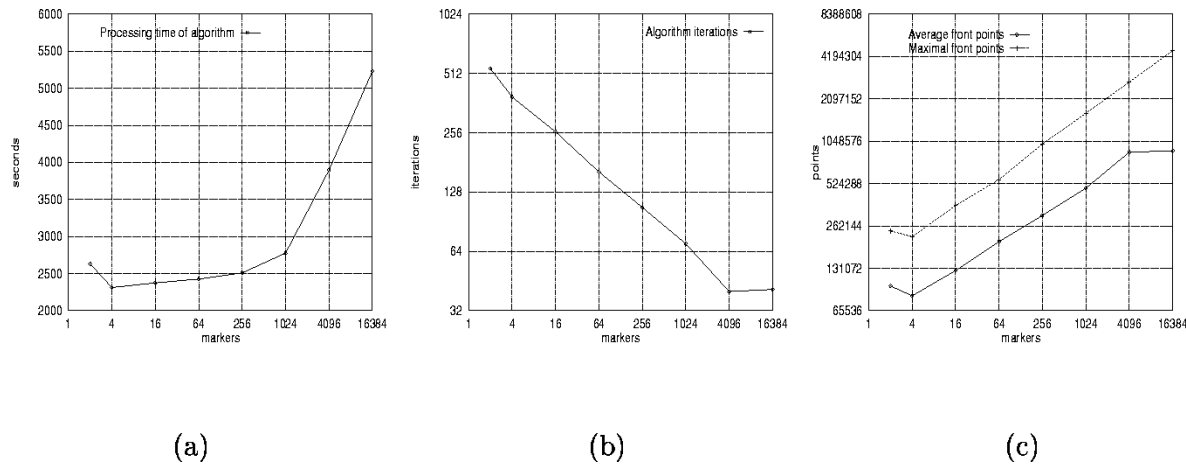 6000
5500
5000
4500
4000
3500
3000
2500
2000
seconds
Processing time of algorithm
1 4 16 64 256 1024 4096 16384
markers
(a)
1024
512
256
128
64
32
iterations
Algorithm iterations
1 4 16 64 256 1024 4096 16384
markers
(b)
8388608
4194304
2097152
1048576
524288
262144
131072
65536
points
Average front points
Maximal front points
1 4 16 64 256 1024 4096 16384
markers
(c)